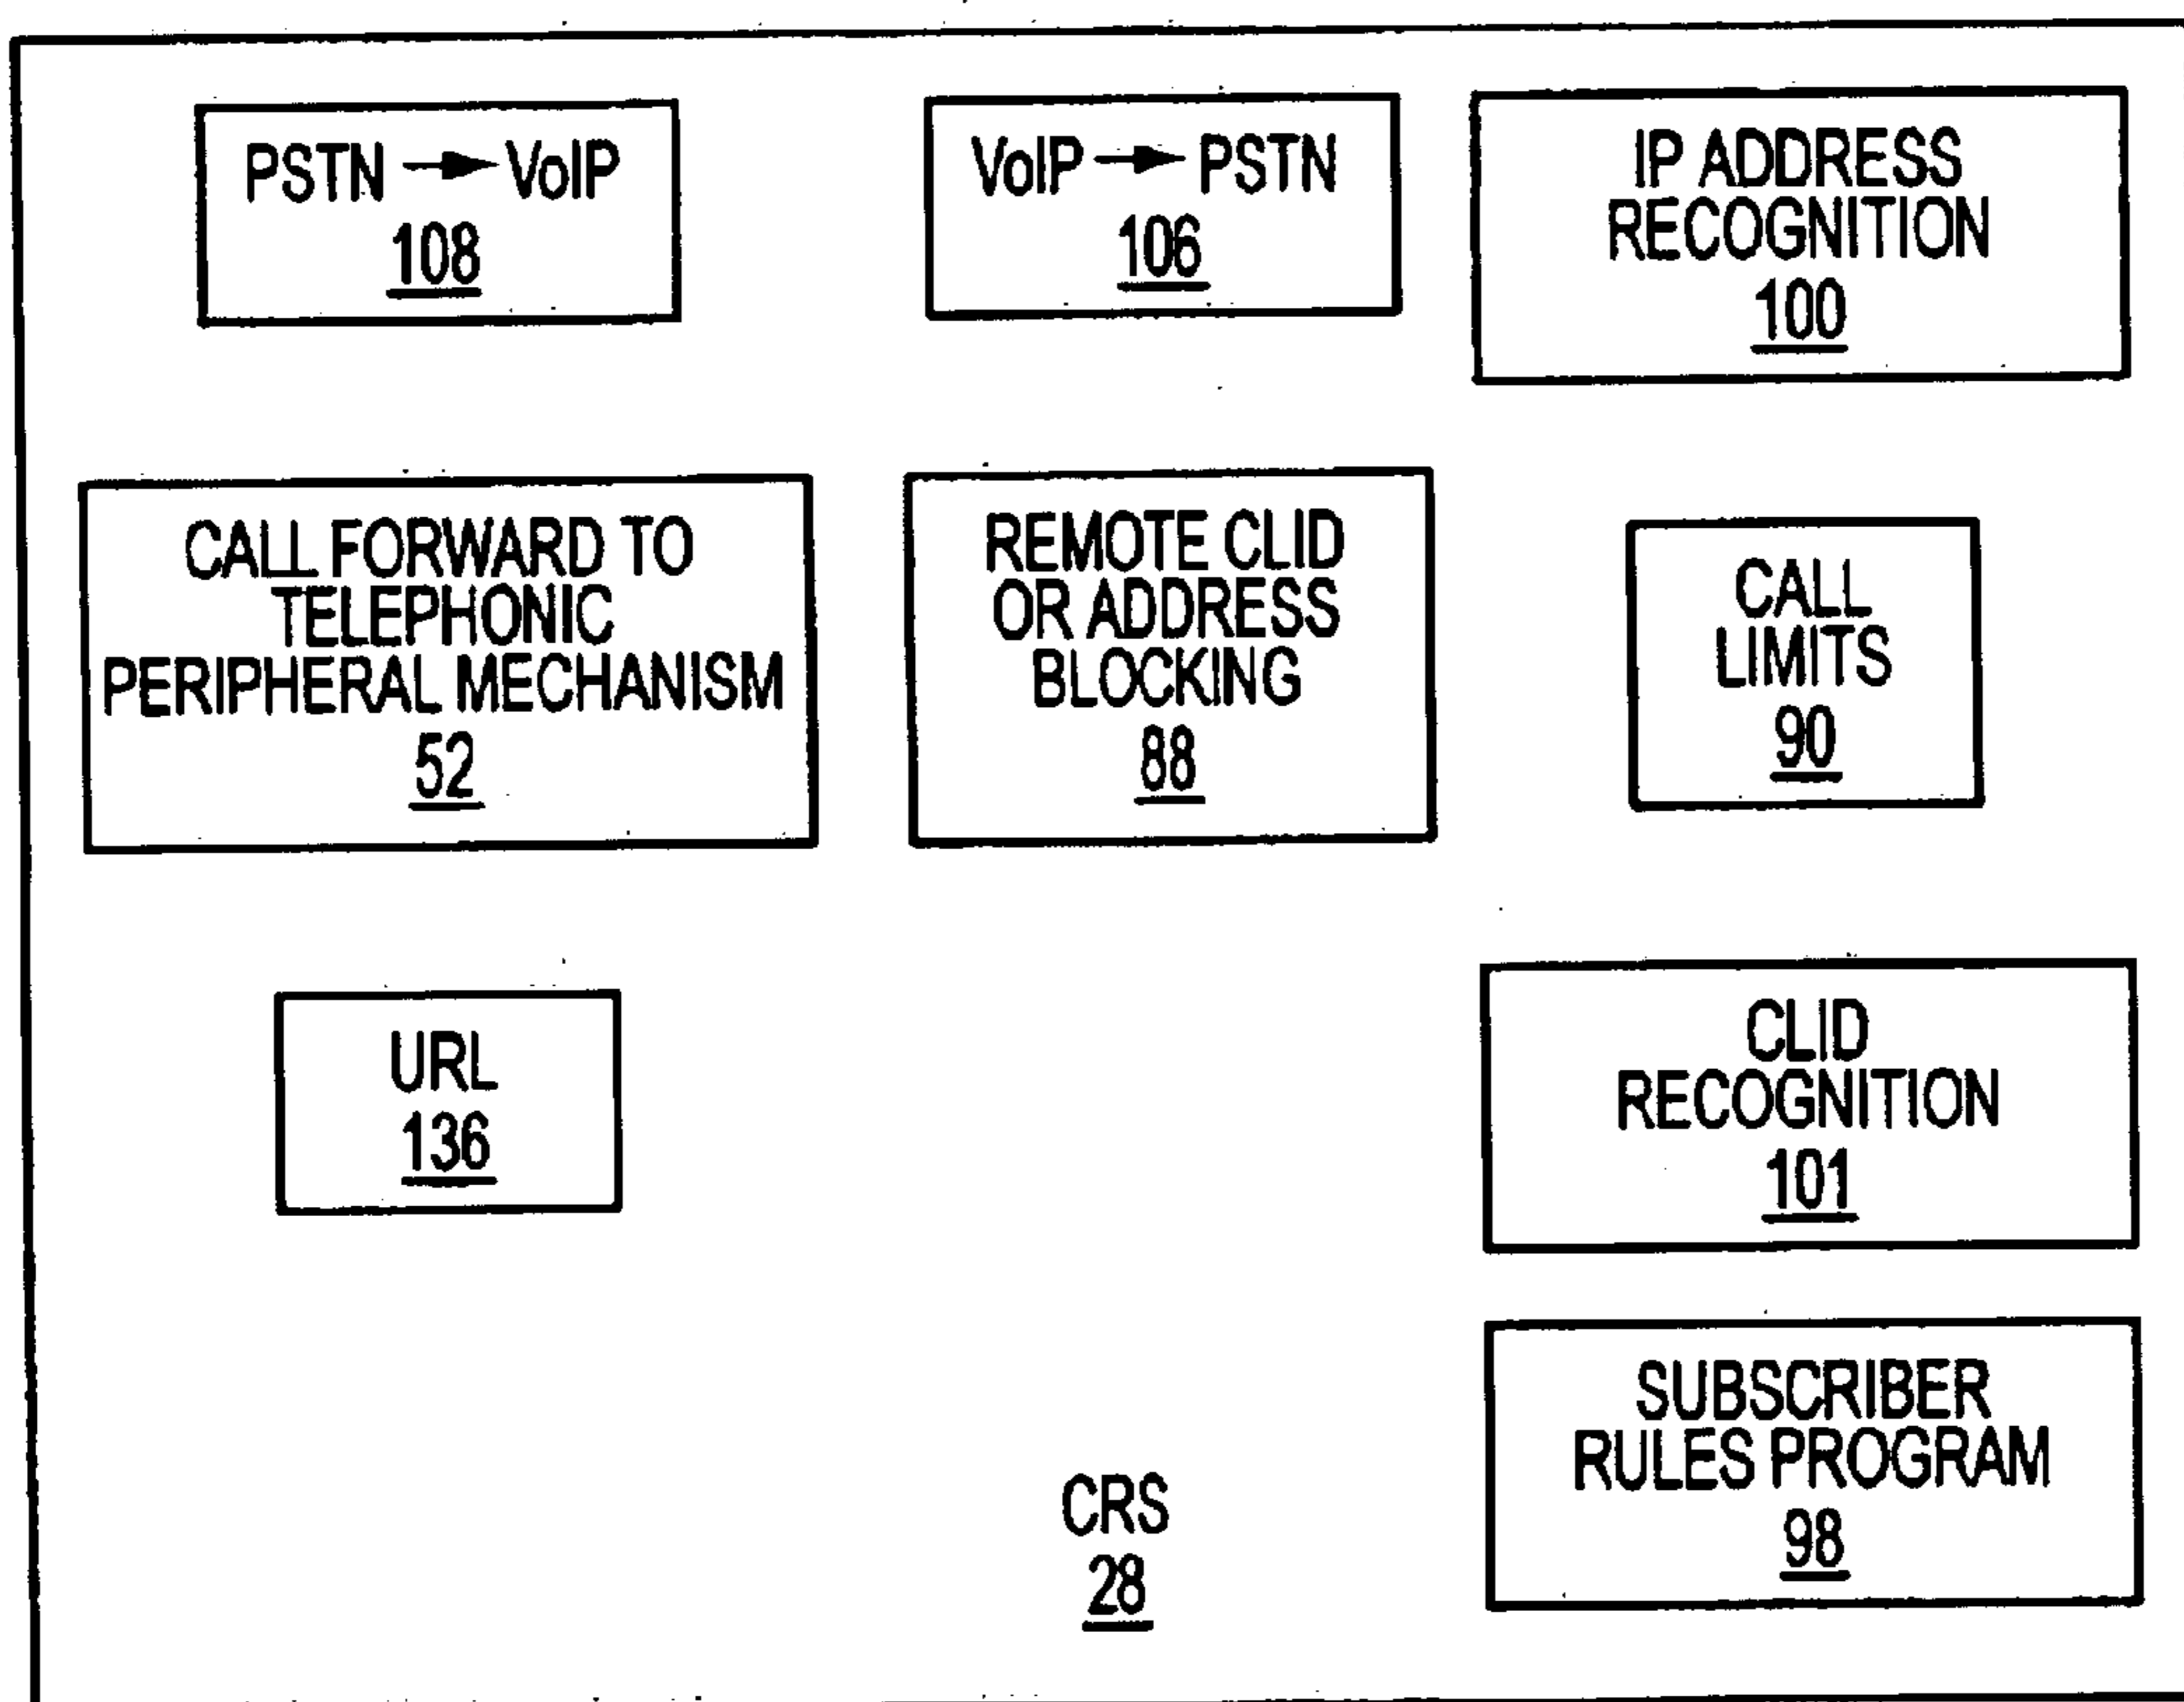 PSTN → VoIP
108
VoIP → PSTN
106
IP ADDRESS
RECOGNITION
100
CALL FORWARD TO
TELEPHONIC
PERIPHERAL MECHANISM
52
REMOTE CLID
OR ADDRESS
BLOCKING
88
CALL
LIMITS
90
URL
136
CLID
RECOGNITION
101
SUBSCRIBER
RULES PROGRAM
98
CRS
28